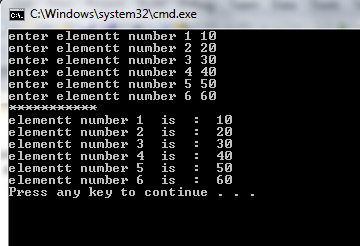 C:\Windows\system32\cmd.exe
enter elementt number 1 10
enter elementt number 2 20
enter elementt number 3 30
enter elementt number 4 40
enter elementt number 5 50
enter elementt number 6 60
***********
elementt number 1  is  :  10
elementt number 2  is  :  20
elementt number 3  is  :  30
elementt number 4  is  :  40
elementt number 5  is  :  50
elementt number 6  is  :  60
Press any key to continue . . .